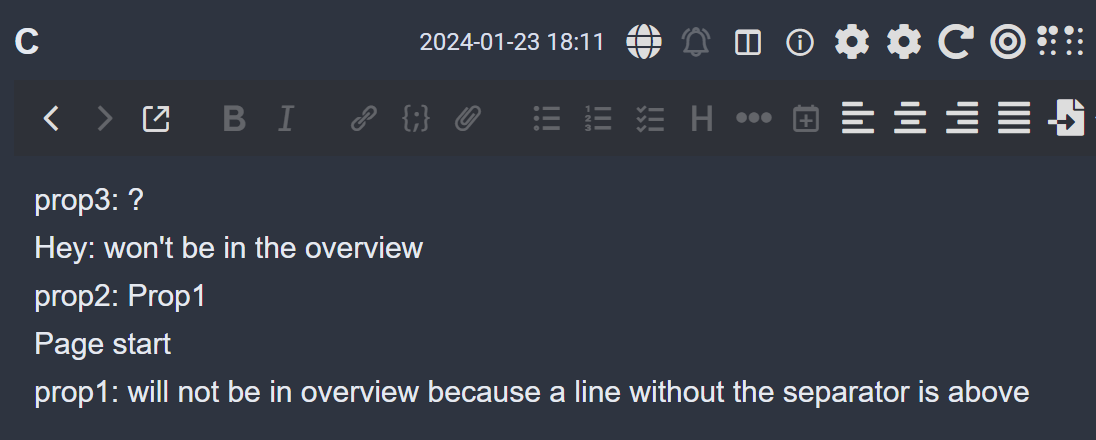 C
2024-01-23 18:11
B I {;} H
prop3: ?
Hey: won't be in the overview
prop2: Prop1
Page start
prop1: will not be in overview because a line without the separator is above